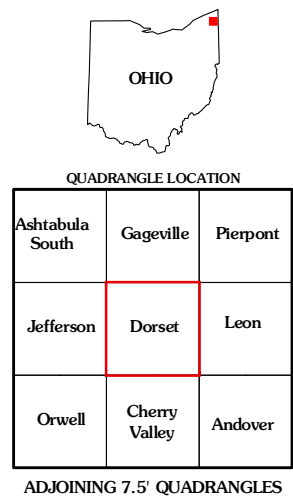 OHIO
QUADRANGLE LOCATION
Ashtabula
South
Gageville
Pierpont
Jefferson
Dorset
Leon
Orwell
Cherry
Valley
Andover
ADJOINING 7.5' QUADRANGLES